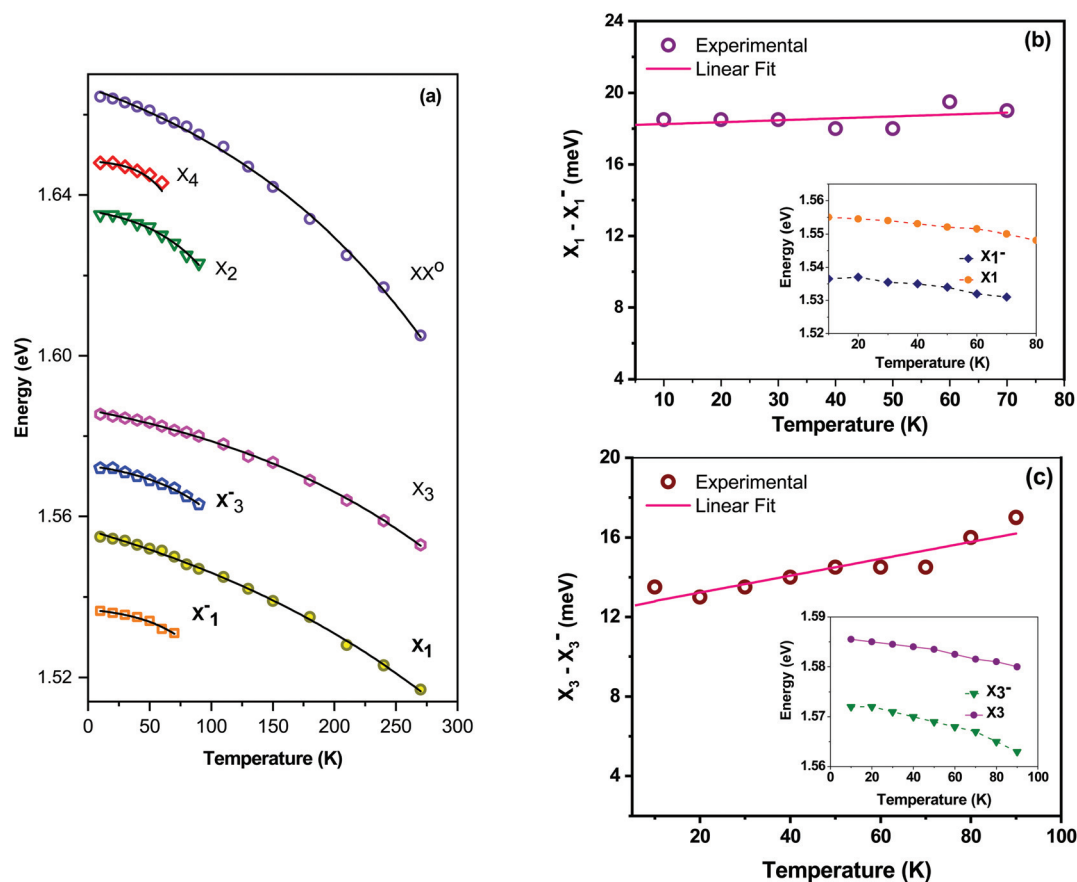 (a)
1.64
1.60
1.56
1.52
Energy (eV)
X4
X2
XX⁰
X⁻3
X3
X⁻1
X1
0 50 100 150 200 250 300
Temperature (K)
(b)
Experimental
Linear Fit
24
20
16
12
8
4
X1 - X1⁻ (meV)
1.56
1.55
1.54
1.53
1.52
Energy (eV)
X1⁻
X1
20 30 40 50 60 70 80
Temperature (K)
10 20 30 40 50 60 70 80
Temperature (K)
(c)
Experimental
Linear Fit
20
16
12
8
4
X3 - X3⁻ (meV)
1.59
1.58
1.57
1.56
Energy (eV)
X3⁻
X3
0 20 40 60 80 100
Temperature (K)
20 40 60 80 100
Temperature (K)